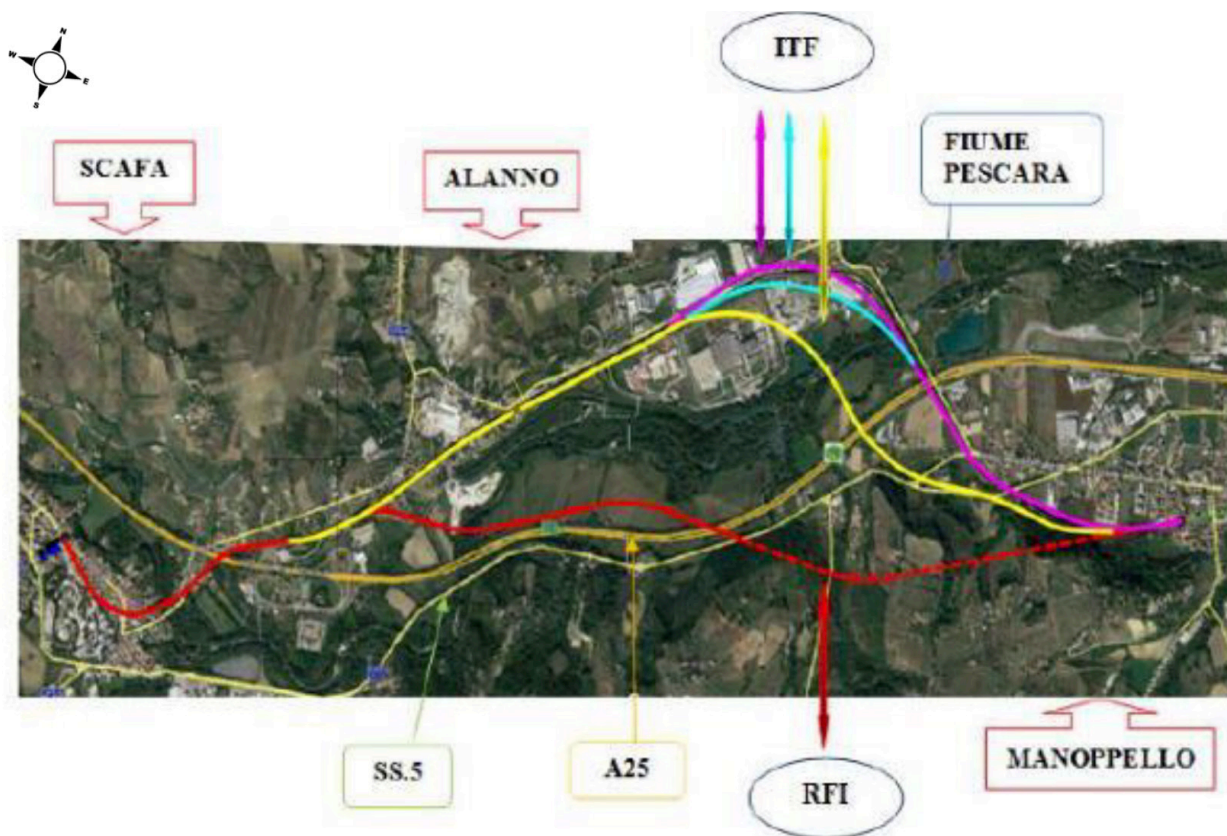 N
W
E
S
ITF
SCAFA
ALANNO
FIUME
PESCARA
SS.5
A25
RFI
MANOPPELLO